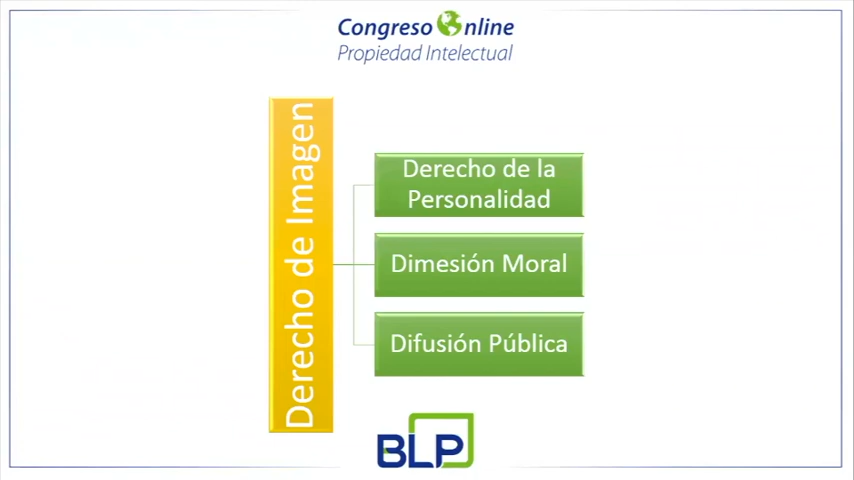 Congreso Online
Propiedad Intelectual
Derecho de Imagen
Derecho de la
Personalidad
Dimesión Moral
Difusión Pública
BLP